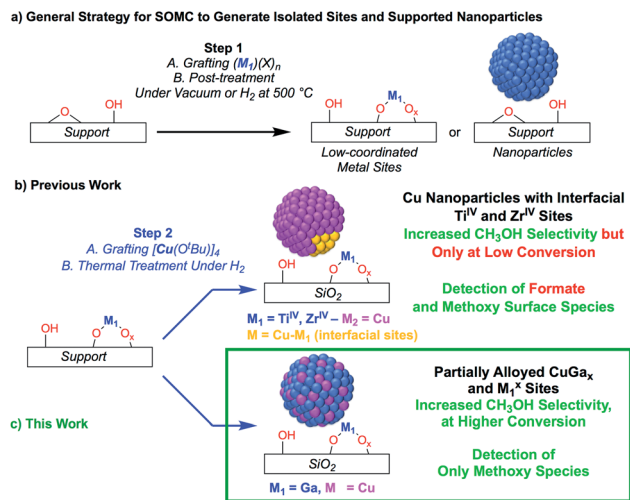 a) General Strategy for SOMC to Generate Isolated Sites and Supported Nanoparticles
Step 1
A. Grafting (M₁)(X)ₙ
B. Post-treatment
Under Vacuum or H₂ at 500 °C
O
OH
Support
OH
M₁
O
Oₓ
Support
Low-coordinated
Metal Sites
or
O
OH
Support
Nanoparticles
b) Previous Work
Step 2
A. Grafting [Cu(OᵗBu)]₄
B. Thermal Treatment Under H₂
OH
M₁
O
Oₓ
Support
OH
M₁
O
Oₓ
SiO₂
M₁ = Tiᴵⱽ, Zrᴵⱽ – M₂ = Cu
M = Cu-M₁ (interfacial sites)
Cu Nanoparticles with Interfacial
Tiᴵⱽ and Zrᴵⱽ Sites
Increased CH₃OH Selectivity but
Only at Low Conversion
Detection of Formate
and Methoxy Surface Species
c) This Work
OH
M₁
O
Oₓ
SiO₂
M₁ = Ga, M = Cu
Partially Alloyed CuGaₓ
and M₁ˣ Sites
Increased CH₃OH Selectivity,
at Higher Conversion
Detection of
Only Methoxy Species